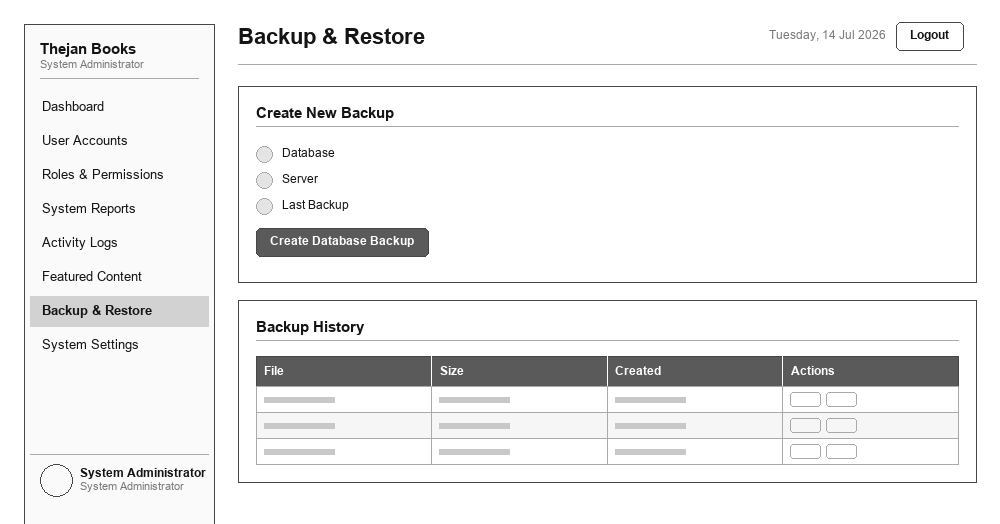 Thejan Books
System Administrator
Dashboard
User Accounts
Roles & Permissions
System Reports
Activity Logs
Featured Content
Backup & Restore
System Settings
System Administrator
System Administrator
Backup & Restore
Tuesday, 14 Jul 2026
Logout
Create New Backup
Database
Server
Last Backup
Create Database Backup
Backup History
File Size Created Actions